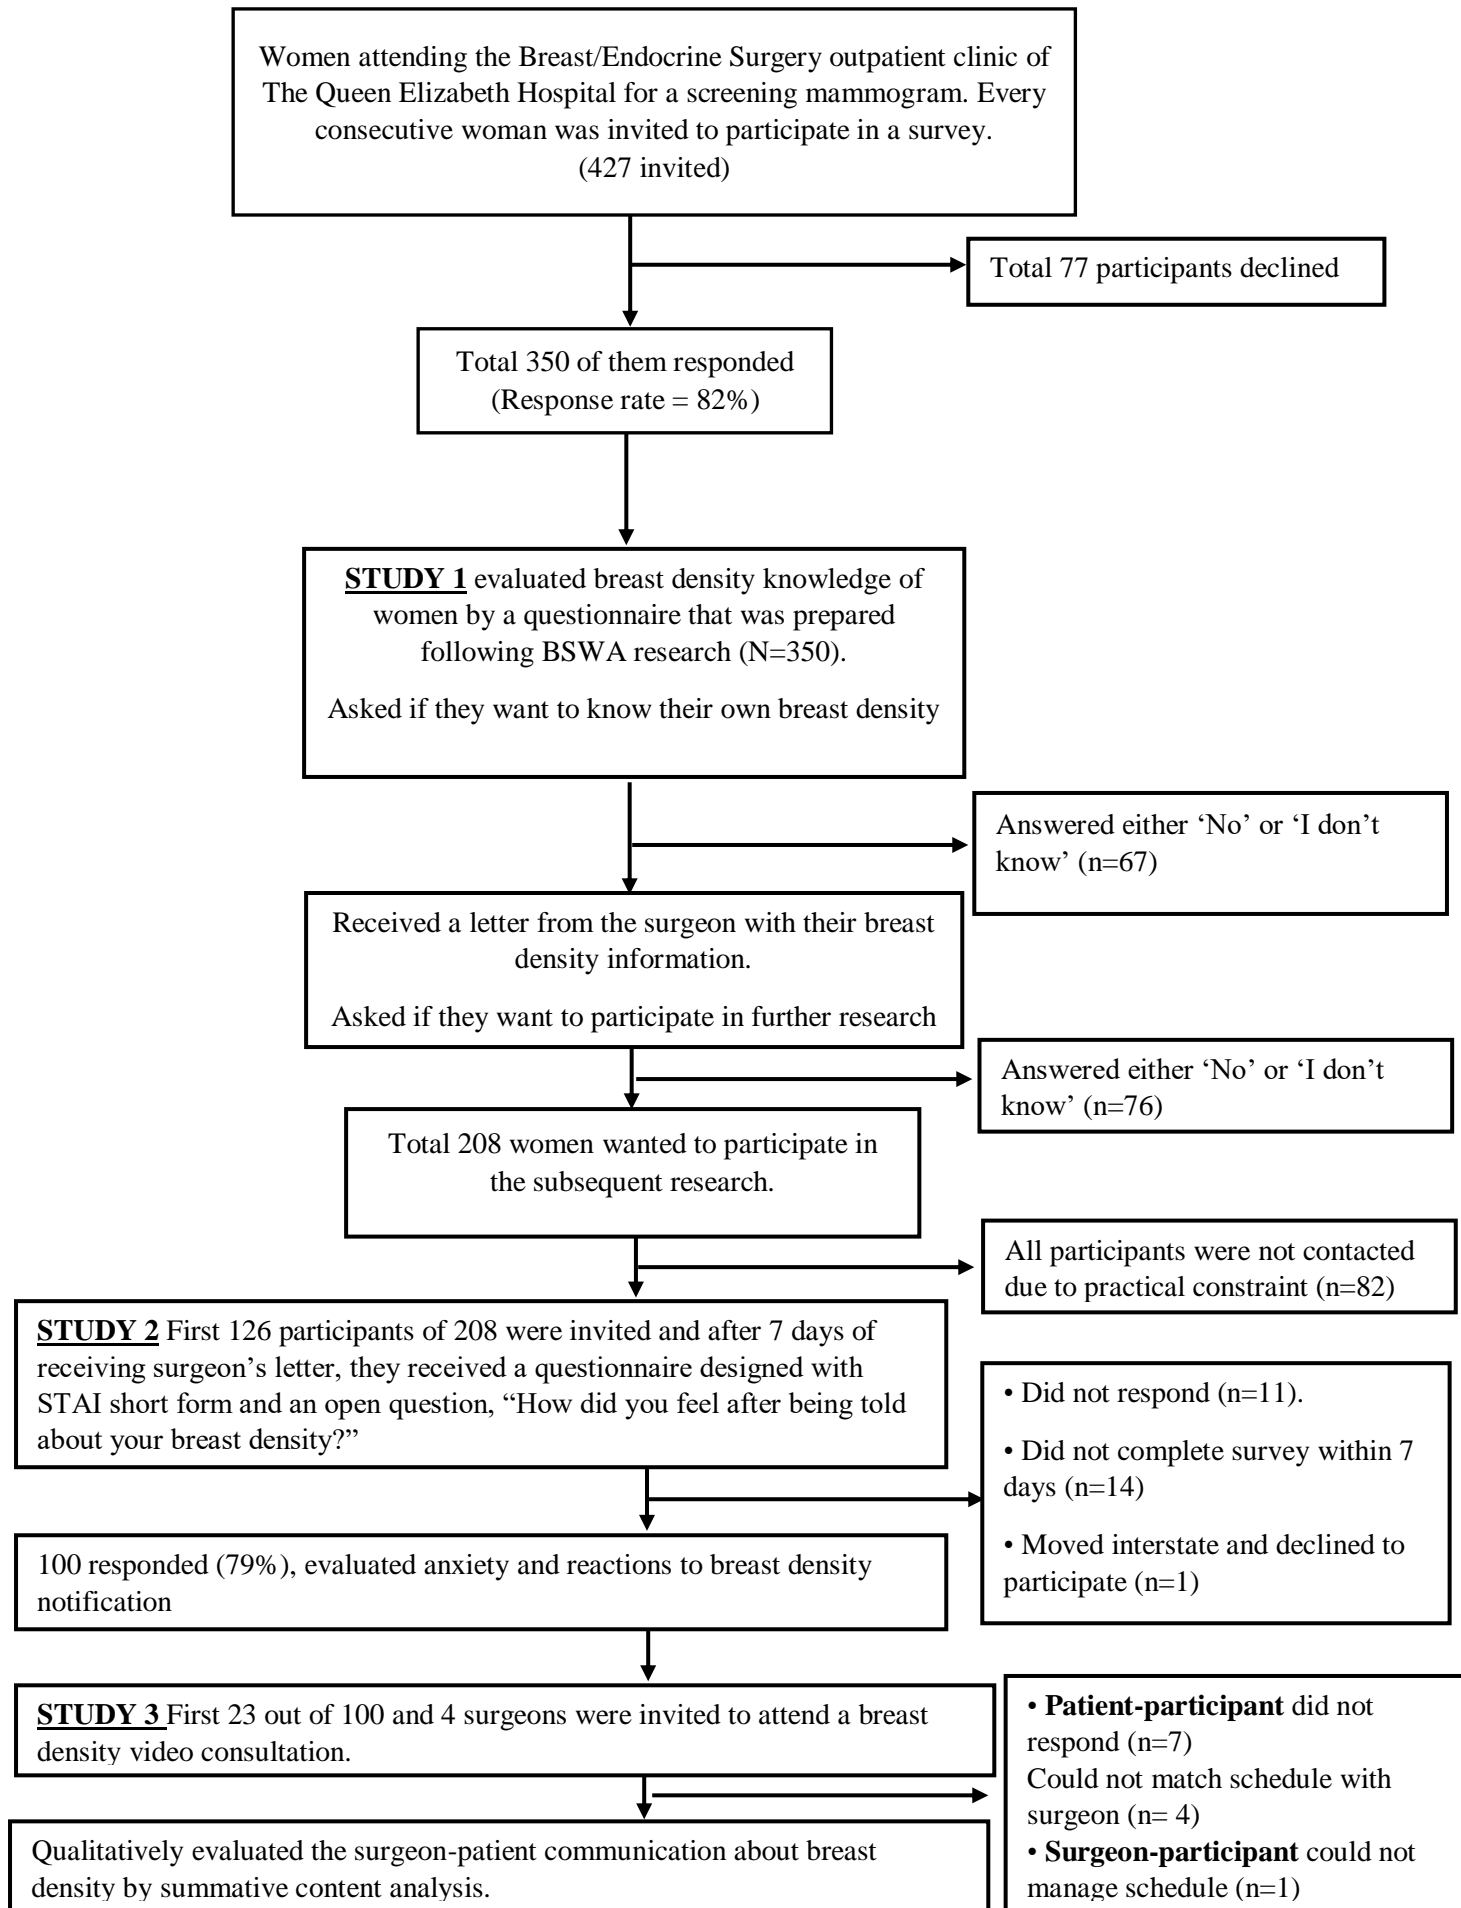 Women attending the Breast/Endocrine Surgery outpatient clinic of
The Queen Elizabeth Hospital for a screening mammogram. Every
consecutive woman was invited to participate in a survey.
(427 invited)
Total 77 participants declined
Total 350 of them responded
(Response rate = 82%)
STUDY 1 evaluated breast density knowledge of
women by a questionnaire that was prepared
following BSWA research (N=350).
Asked if they want to know their own breast density
Answered either ‘No’ or ‘I don’t
know’ (n=67)
Received a letter from the surgeon with their breast
density information.
Asked if they want to participate in further research
Answered either ‘No’ or ‘I don’t
know’ (n=76)
Total 208 women wanted to participate in
the subsequent research.
All participants were not contacted
due to practical constraint (n=82)
STUDY 2 First 126 participants of 208 were invited and after 7 days of
receiving surgeon’s letter, they received a questionnaire designed with
STAI short form and an open question, “How did you feel after being told
about your breast density?”
• Did not respond (n=11).
• Did not complete survey within 7
days (n=14)
• Moved interstate and declined to
participate (n=1)
100 responded (79%), evaluated anxiety and reactions to breast density
notification
STUDY 3 First 23 out of 100 and 4 surgeons were invited to attend a breast
density video consultation.
• Patient-participant did not
respond (n=7)
Could not match schedule with
surgeon (n= 4)
• Surgeon-participant could not
manage schedule (n=1)
Qualitatively evaluated the surgeon-patient communication about breast
density by summative content analysis.